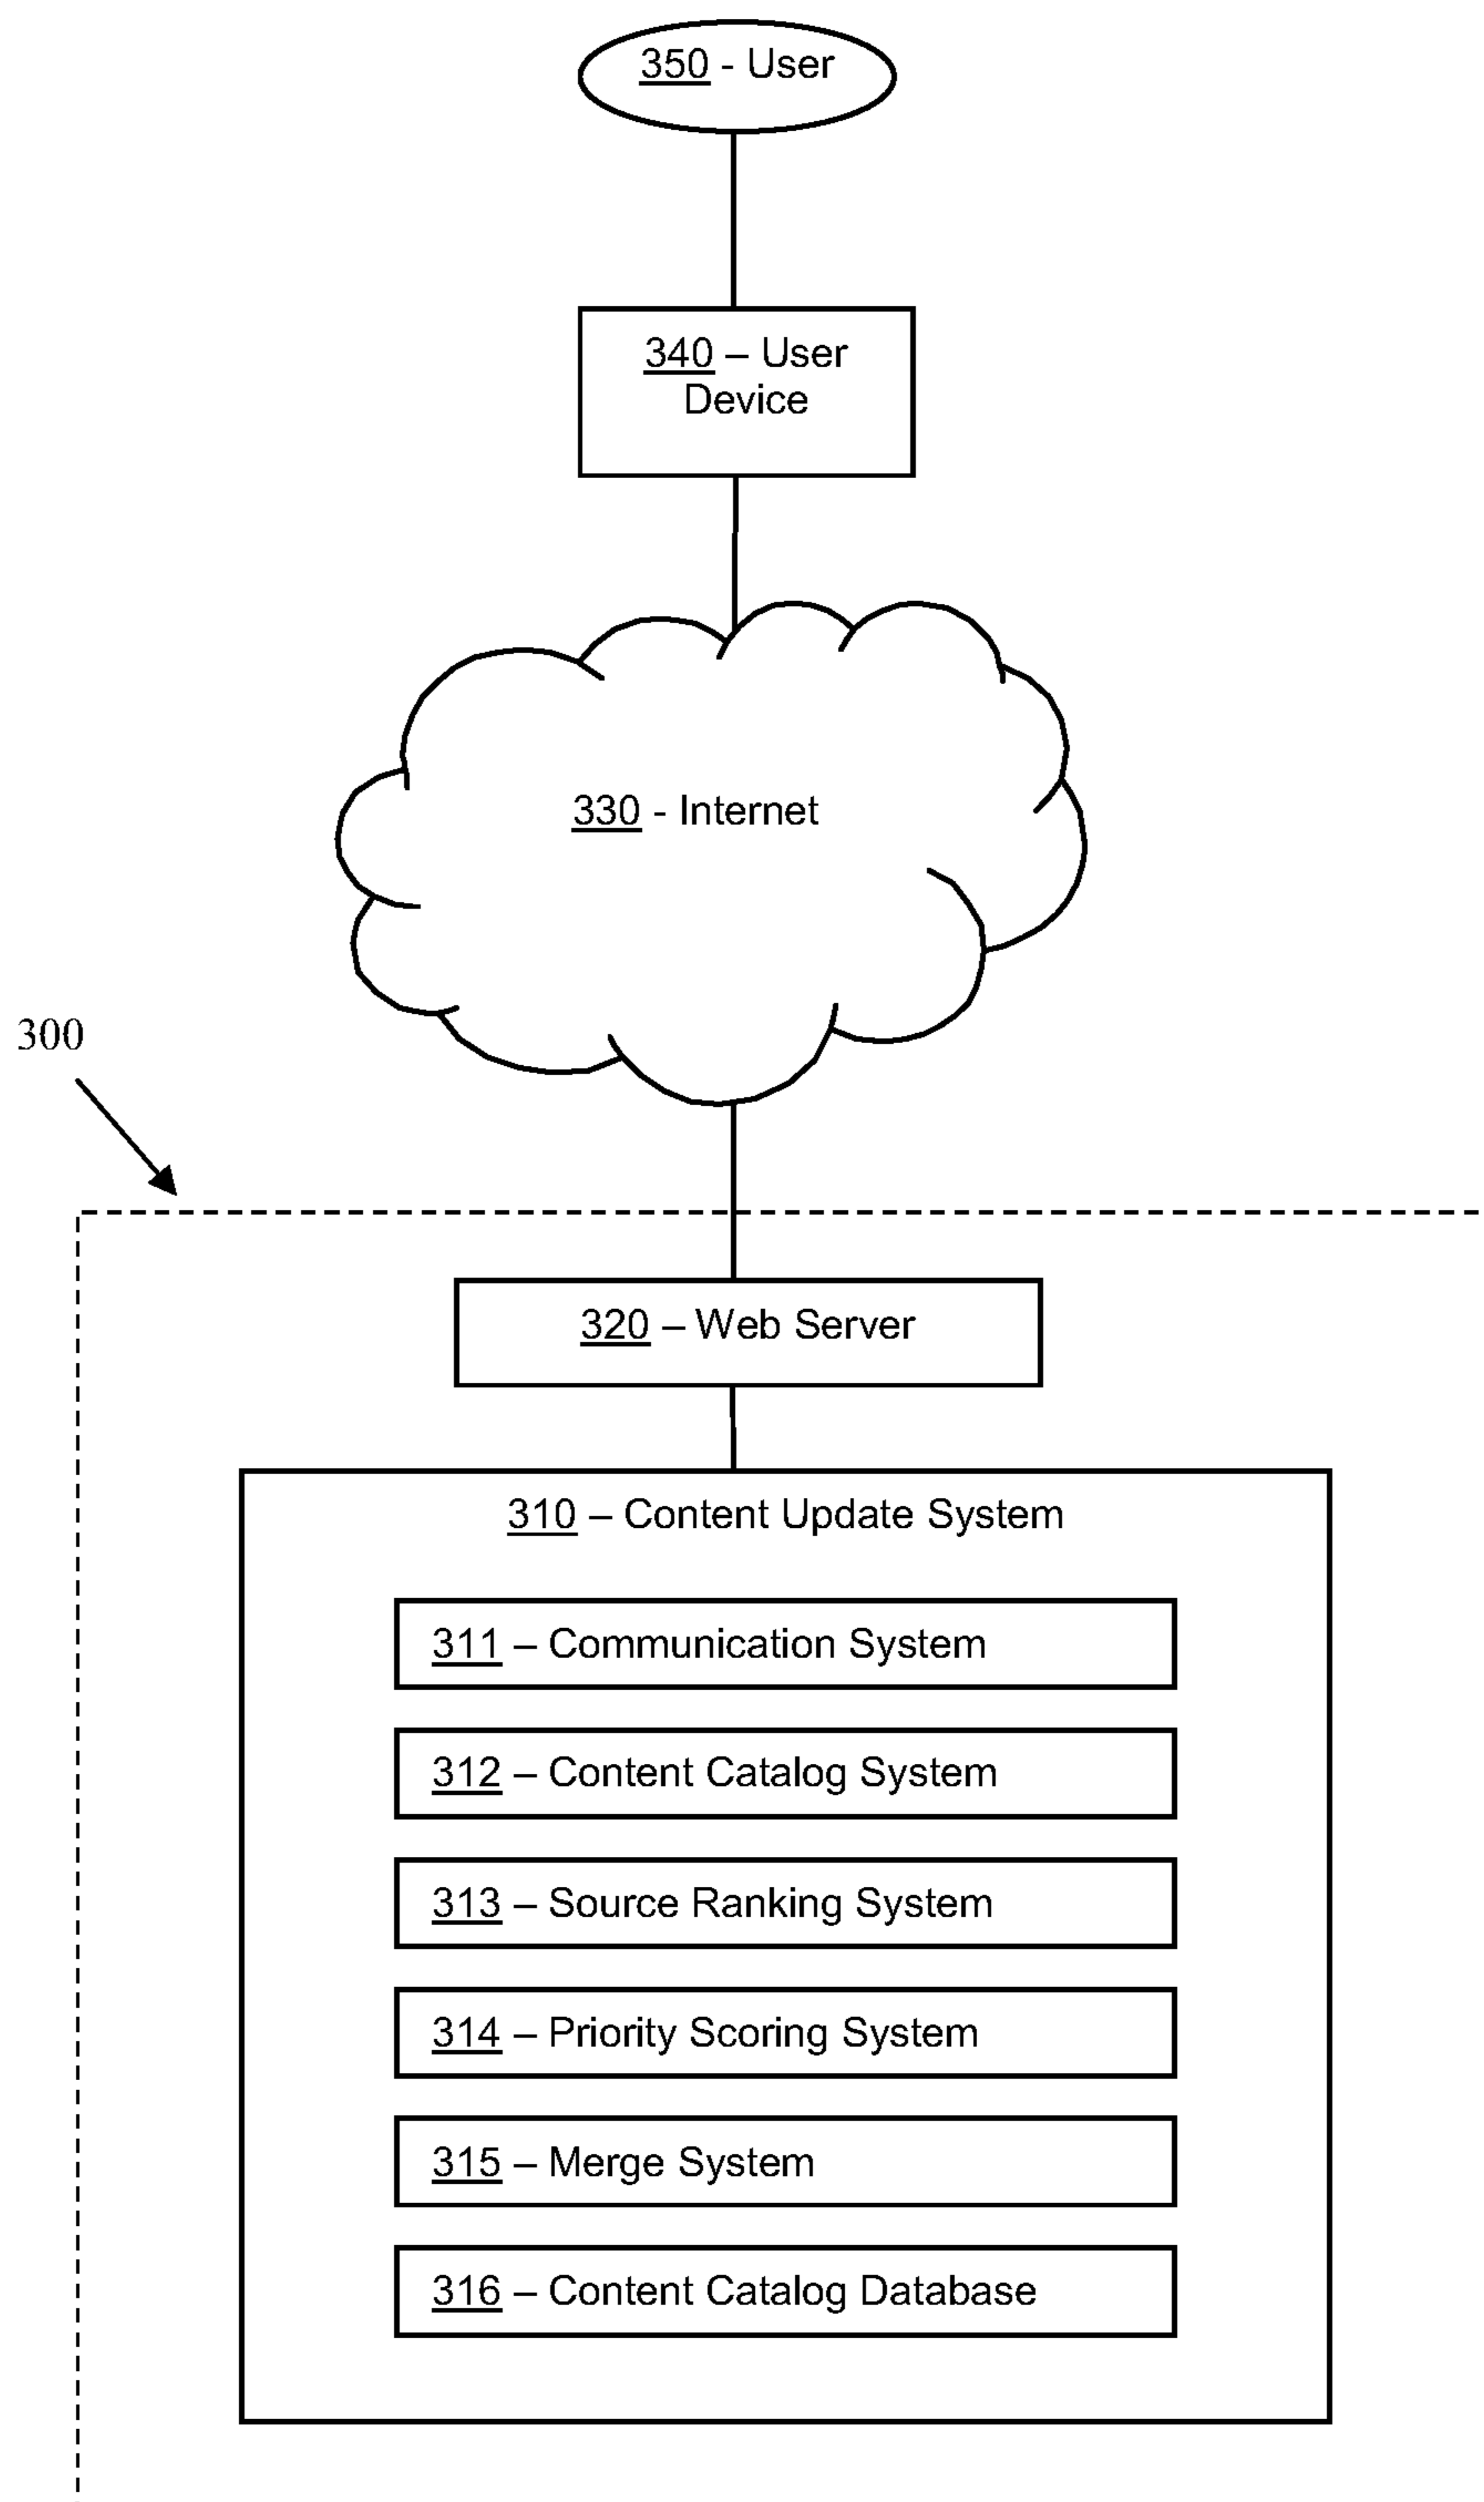 350 - User
340 – User
Device
330 - Internet
300
320 – Web Server
310 – Content Update System
311 – Communication System
312 – Content Catalog System
313 – Source Ranking System
314 – Priority Scoring System
315 – Merge System
316 – Content Catalog Database